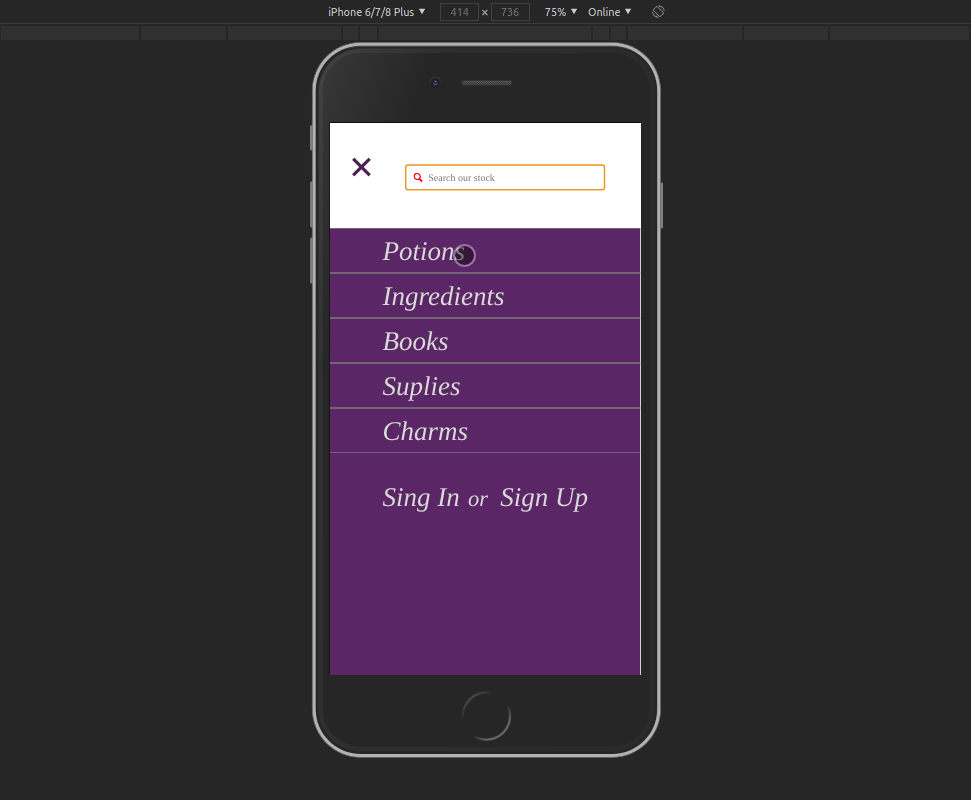 iPhone 6/7/8 Plus ▼ 414 × 736 75% ▼ Online ▼
Search our stock
Potions
Ingredients
Books
Suplies
Charms
Sing In or Sign Up